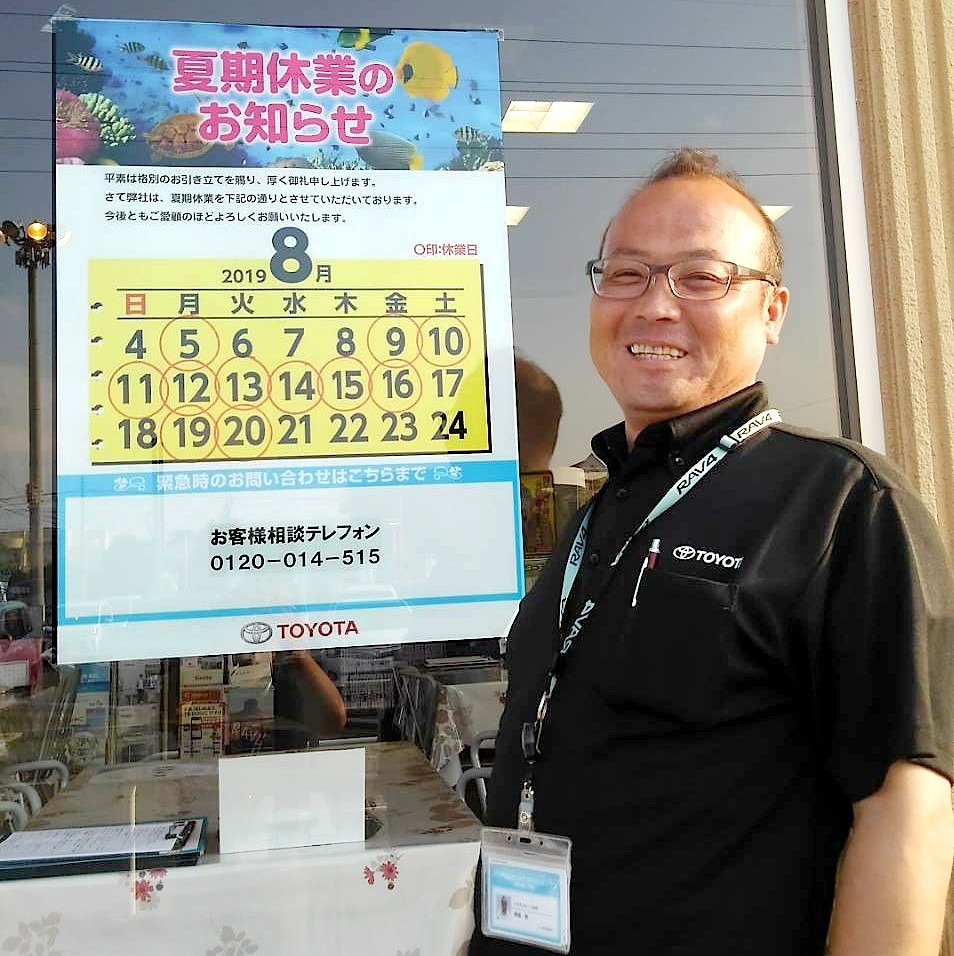 夏期休業の
お知らせ
平素は格別のお引き立てを賜り、厚く御礼申し上げます。
さて弊社は、夏期休業を下記の通りとさせていただいております。
今後ともご愛顧のほどよろしくお願いいたします。
〇印:休業日
2019 8月
日 月 火 水 木 金 土
4 5 6 7 8 9 10
11 12 13 14 15 16 17
18 19 20 21 22 23 24
緊急時のお問い合わせはこちらまで
お客様相談テレフォン
0120-014-515
TOYOTA
RAV4
RAV4
RAV4
RAV4
TOYOT